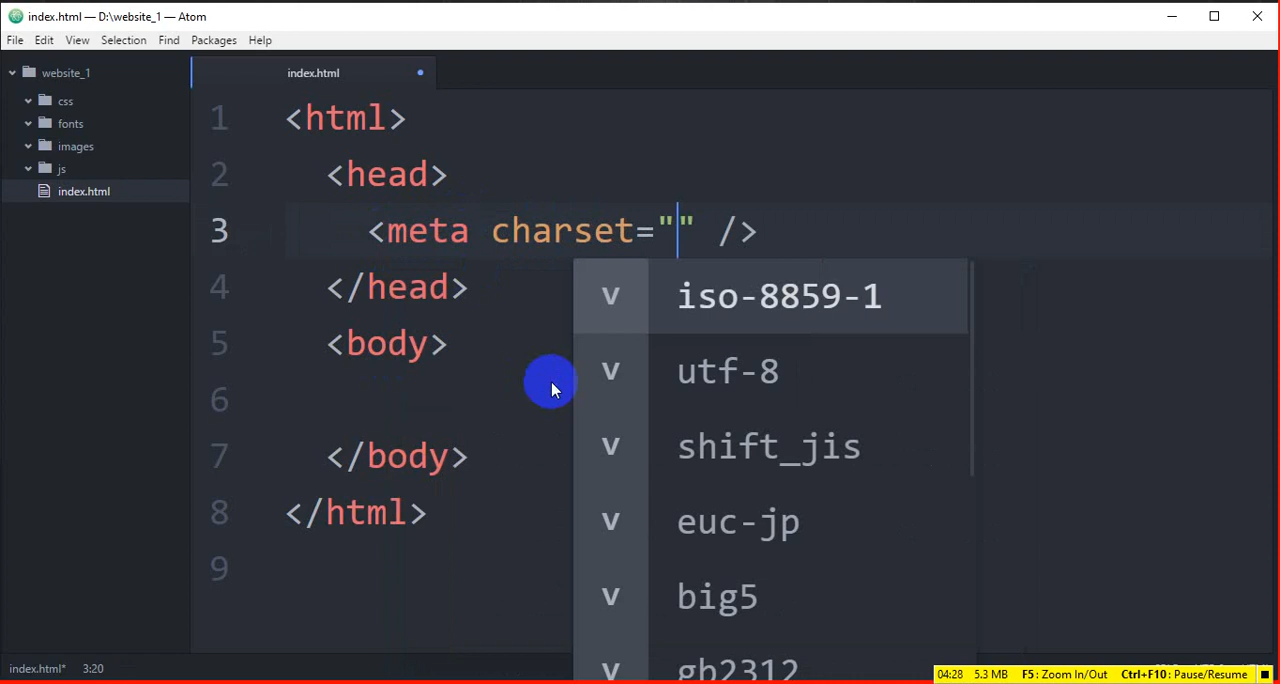 index.html — D:\website_1 — Atom
File Edit View Selection Find Packages Help
website_1
css
fonts
images
js
index.html
index.html
1 <html>
2 <head>
3 <meta charset="" />
4 </head>
5 <body>
6
7 </body>
8 </html>
9
v iso-8859-1
v utf-8
v shift_jis
v euc-jp
v big5
v gb2312
index.html* 3:20
04:28 5.3 MB F5: Zoom In/Out Ctrl+F10: Pause/Resume